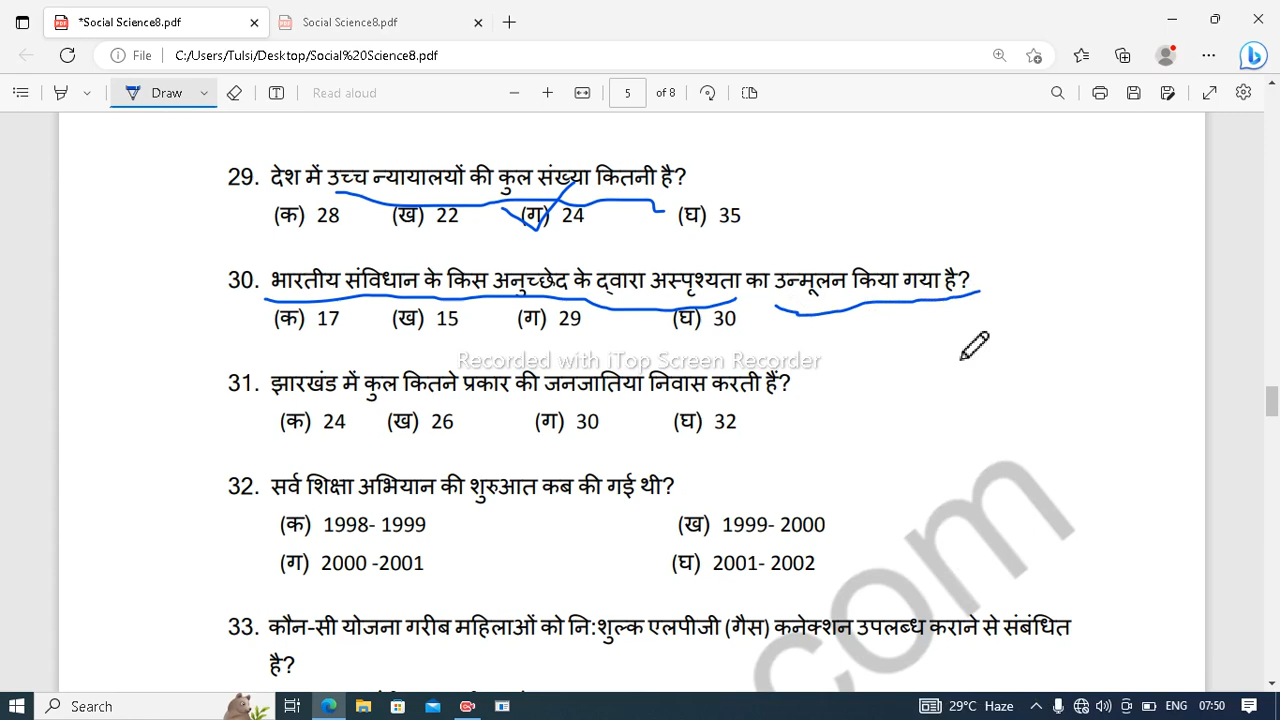 *Social Science8.pdf
Social Science8.pdf
File C:/Users/Tulsi/Desktop/Social%20Science8.pdf
Draw
Read aloud
5 of 8
29. देश में उच्च न्यायालयों की कुल संख्या कितनी है?
(क) 28 (ख) 22 (ग) 24 (घ) 35
30. भारतीय संविधान के किस अनुच्छेद के द्वारा अस्पृश्यता का उन्मूलन किया गया है?
(क) 17 (ख) 15 (ग) 29 (घ) 30
Recorded with iTop Screen Recorder
31. झारखंड में कुल कितने प्रकार की जनजातिया निवास करती हैं?
(क) 24 (ख) 26 (ग) 30 (घ) 32
32. सर्व शिक्षा अभियान की शुरुआत कब की गई थी?
(क) 1998- 1999 (ख) 1999- 2000
(ग) 2000 -2001 (घ) 2001- 2002
com
33. कौन-सी योजना गरीब महिलाओं को नि:शुल्क एलपीजी (गैस) कनेक्शन उपलब्ध कराने से संबंधित
है?
Search
29°C Haze ENG 07:50